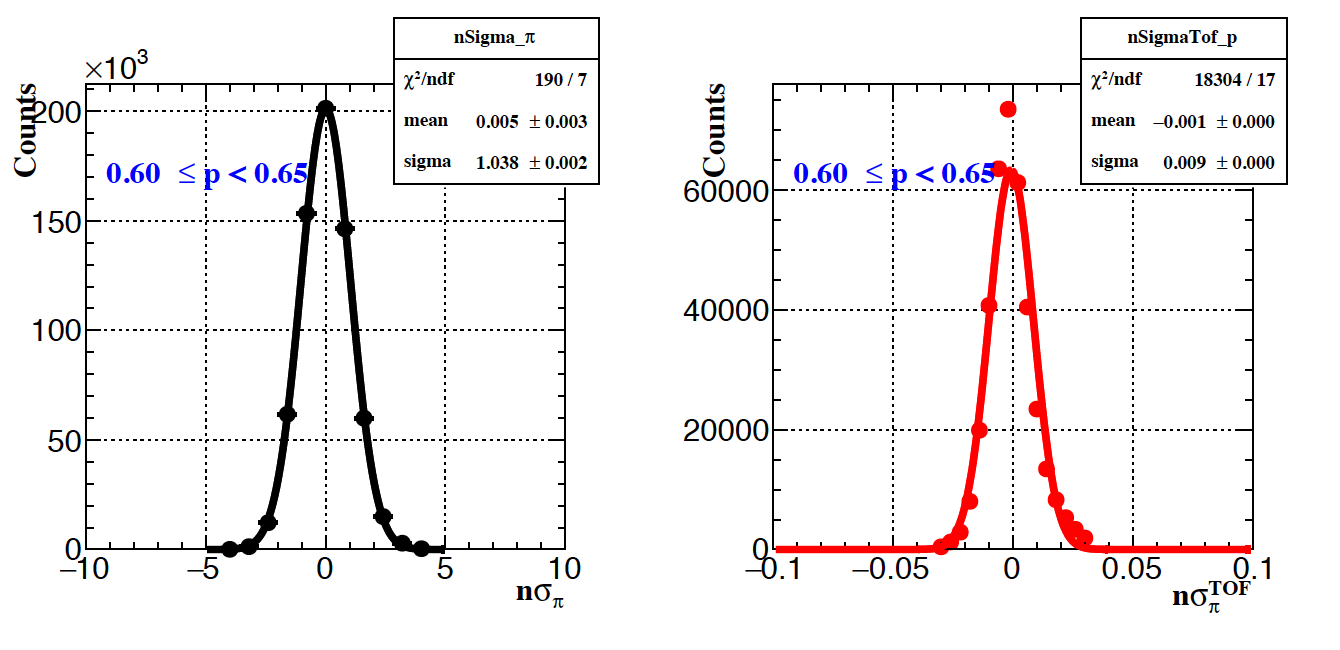 nSigma_π
χ²/ndf 190 / 7
mean 0.005 ± 0.003
sigma 1.038 ± 0.002
×10³
Counts
0.60 ≤ p < 0.65
200
150
100
50
0
−10 −5 0 5 10
nσπ
nSigmaTof_p
χ²/ndf 18304 / 17
mean −0.001 ± 0.000
sigma 0.009 ± 0.000
Counts
0.60 ≤ p < 0.65
60000
40000
20000
0
−0.1 −0.05 0 0.05 0.1
nσπTOF